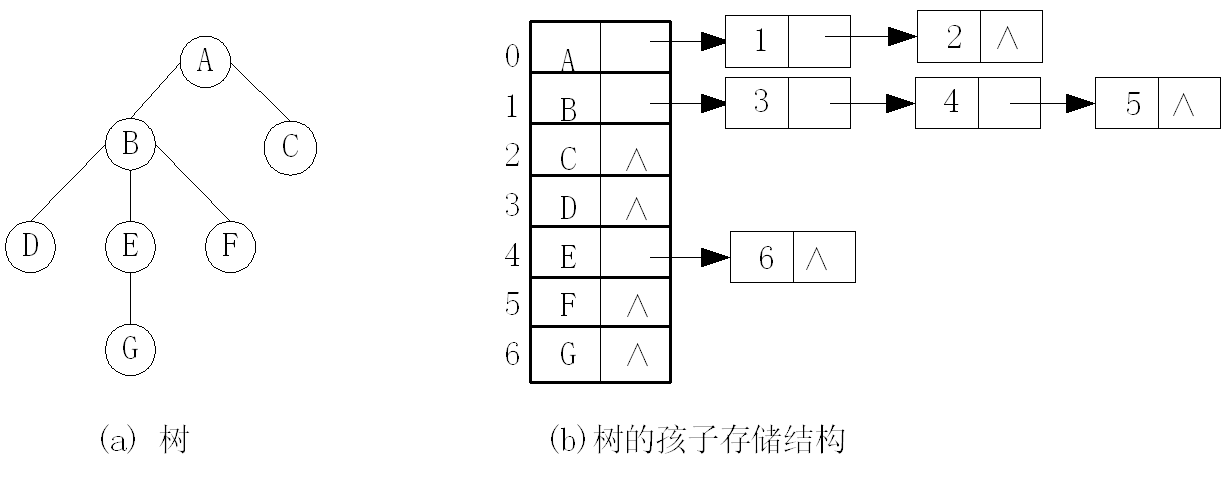 A
B
C
D
E
F
G
(a) 树
0 A 1 2 ∧
1 B 3 4 5 ∧
2 C ∧
3 D ∧
4 E 6 ∧
5 F ∧
6 G ∧
(b)树的孩子存储结构